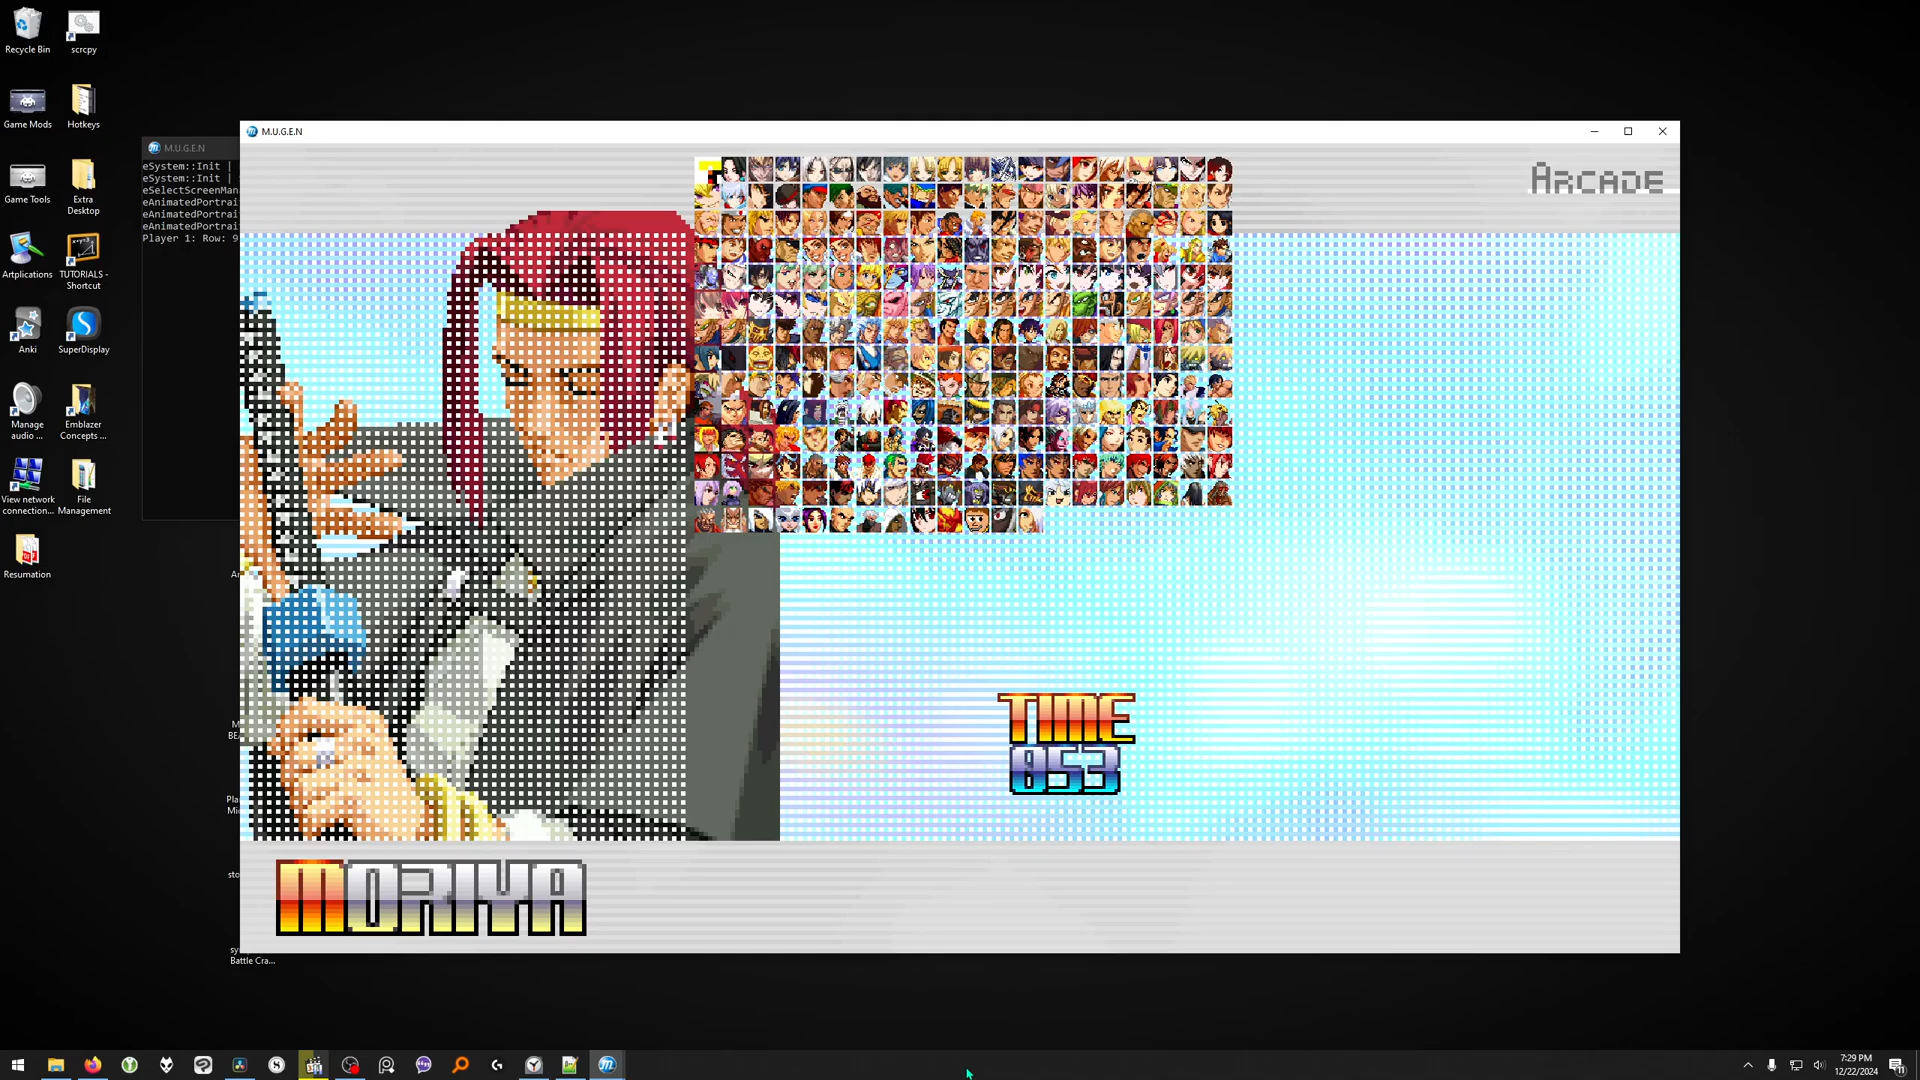 Recycle Bin
scrcpy
Game Mods
Hotkeys
Game Tools
Extra
Desktop
Artplications
TUTORIALS -
Shortcut
Anki
SuperDisplay
Manage
audio ...
Emblazer
Concepts ...
View network
connection...
File
Management
Resumation
M.U.G.E.N
eSystem::Init |
eSystem::Init |
eSelectScreenMan
eAnimatedPortrai
eAnimatedPortrai
eAnimatedPortrai
Player 1: Row: 9
Battle Cra...
M.U.G.E.N
ARCADE
TIME
053
MORIYA
7:29 PM
12/22/2024